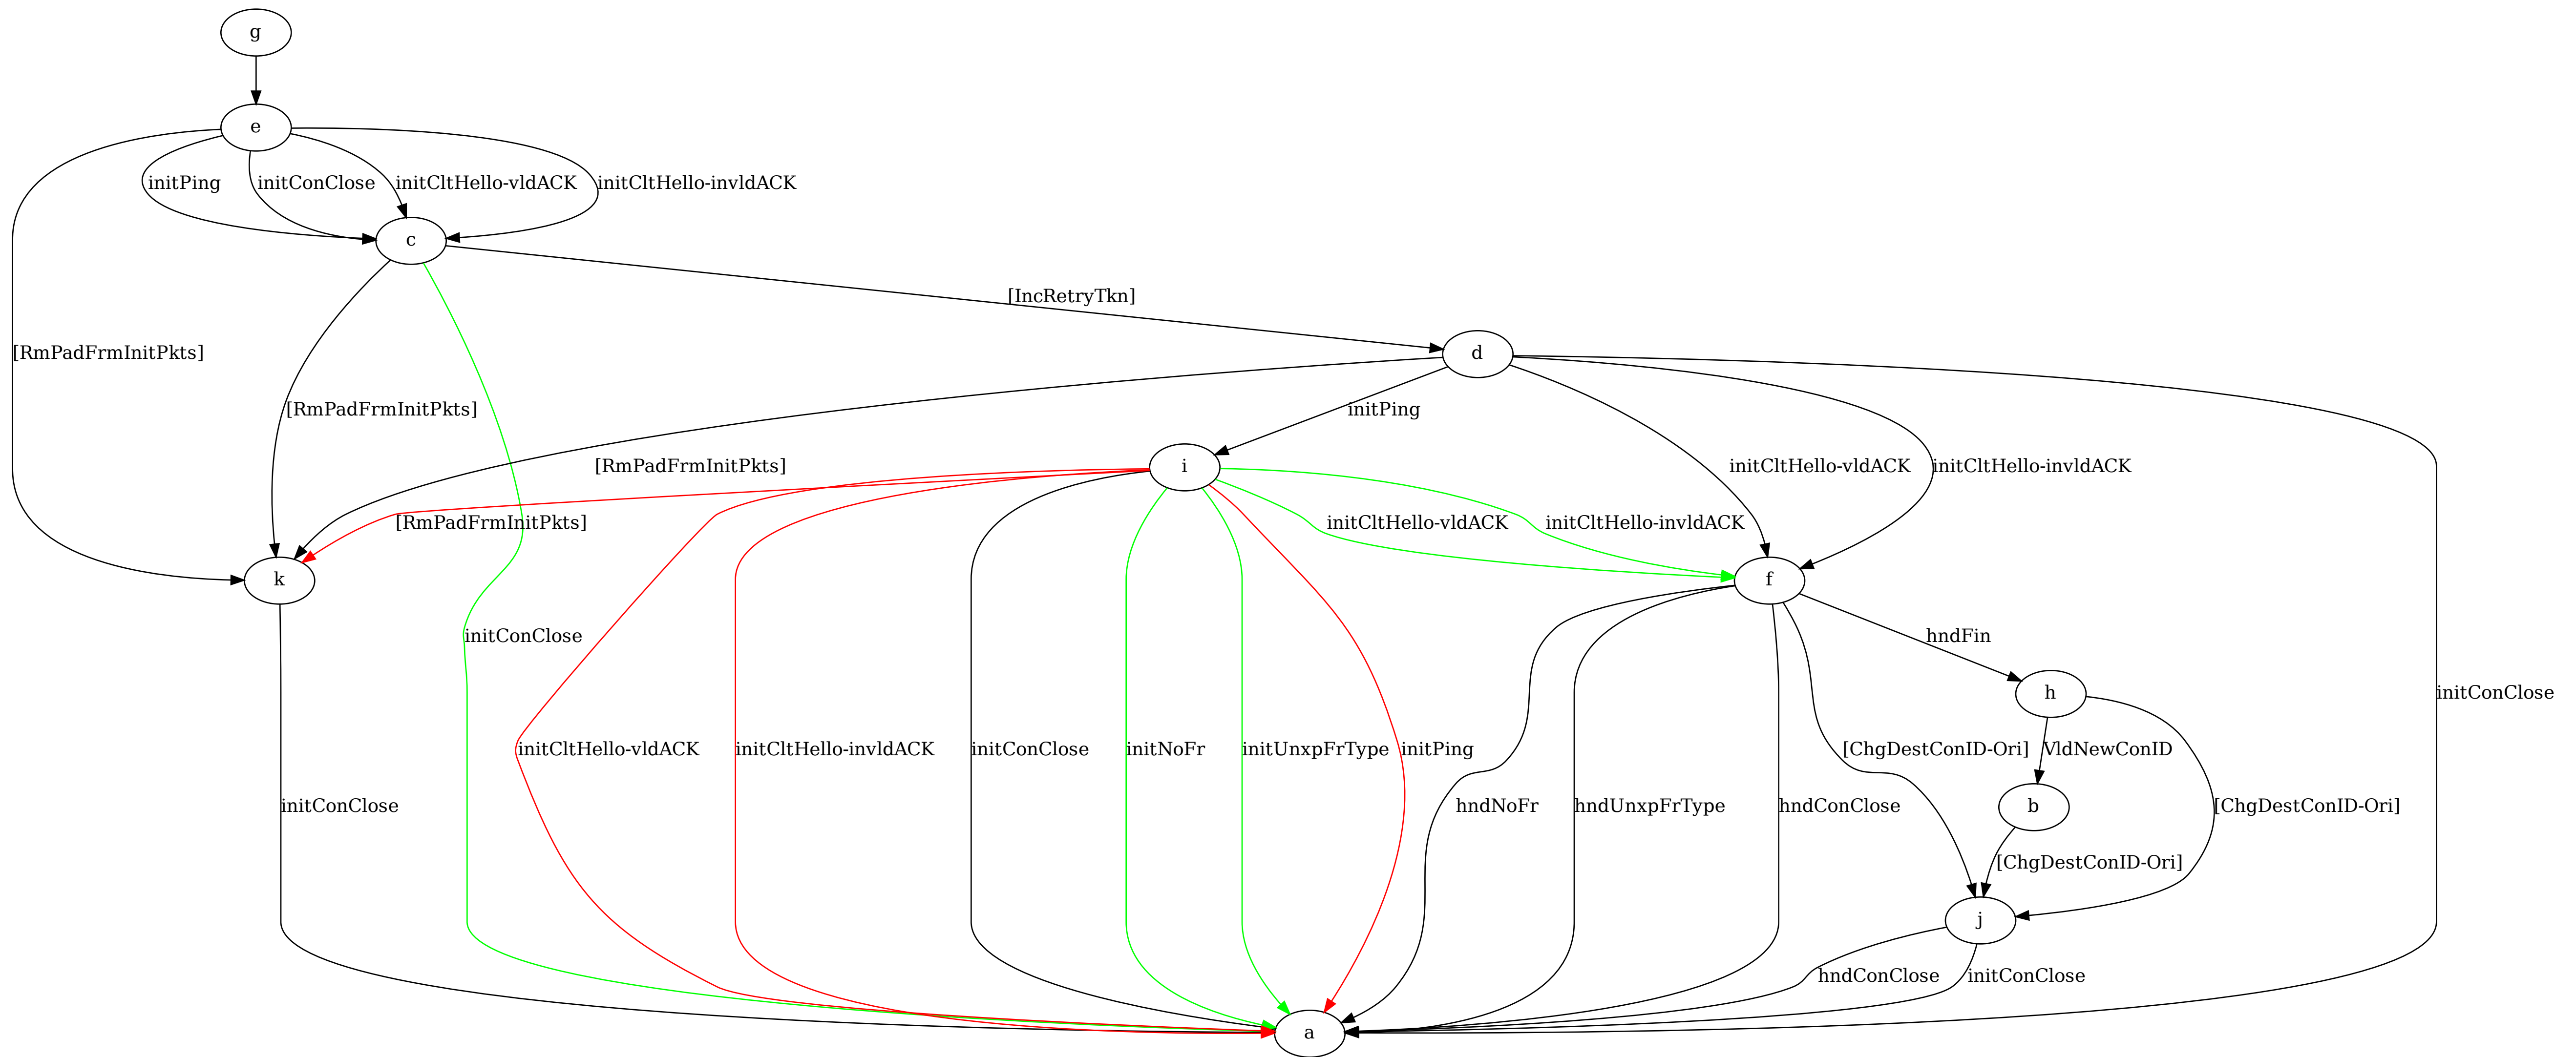 g
e
initPing
initConClose
initCltHello-vldACK
initCltHello-invldACK
c
[IncRetryTkn]
[RmPadFrmInitPkts]
d
[RmPadFrmInitPkts]
initPing
[RmPadFrmInitPkts]
i
initCltHello-vldACK
initCltHello-invldACK
[RmPadFrmInitPkts]
initCltHello-vldACK
initCltHello-invldACK
k
f
initConClose
hndFin
initConClose
h
initCltHello-vldACK
initCltHello-invldACK
initConClose
initNoFr
initUnxpFrType
initPing
[ChgDestConID-Ori]
VldNewConID
initConClose
hndNoFr
hndUnxpFrType
hndConClose
b
[ChgDestConID-Ori]
[ChgDestConID-Ori]
j
hndConClose
initConClose
a